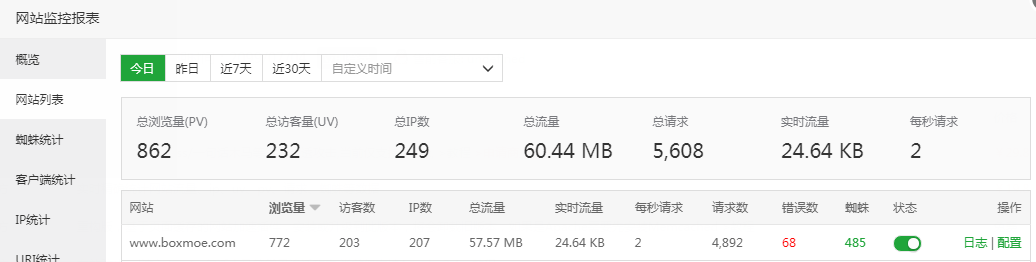 网站监控报表
概览
网站列表
蜘蛛统计
客户端统计
IP统计
URI统计
今日 昨日 近7天 近30天 自定义时间
总浏览量(PV) 总访客量(UV) 总IP数 总流量 总请求 实时流量 每秒请求
862 232 249 60.44 MB 5,608 24.64 KB 2
网站 浏览量 访客数 IP数 总流量 实时流量 每秒请求 请求数 错误数 蜘蛛 状态 操作
www.boxmoe.com 772 203 207 57.57 MB 24.64 KB 2 4,892 68 485 日志 | 配置